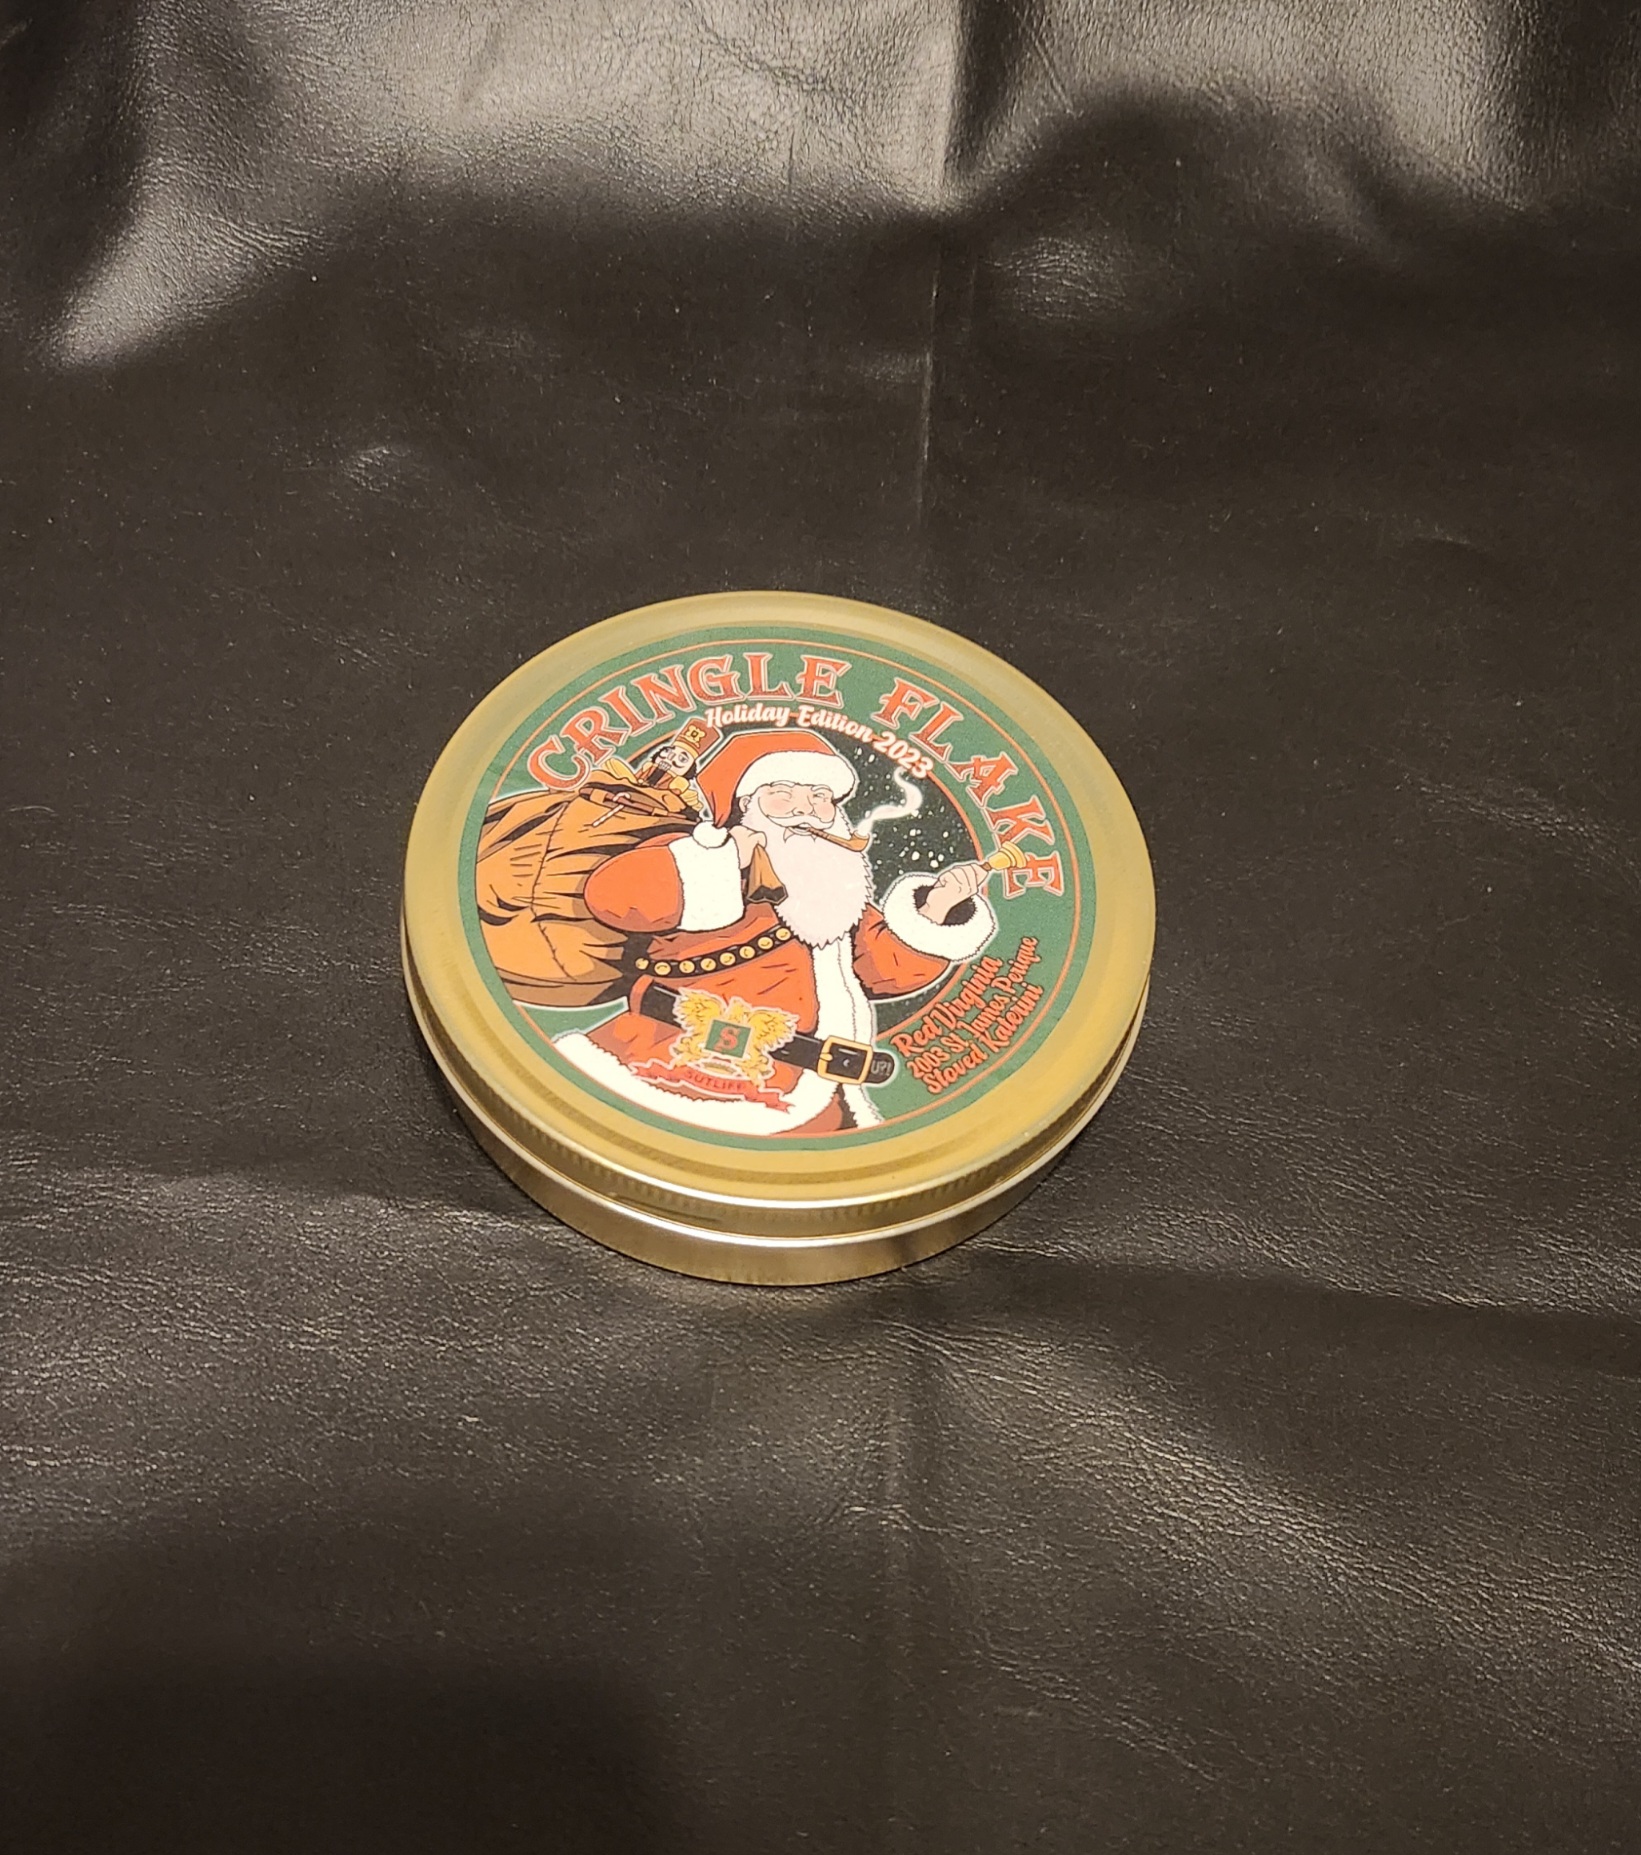 CRINGLE FLAKE
Holiday Edition 2023
Red Virginia
2003 St. James Perique
Stoved Katerini
S
SUTLIFF